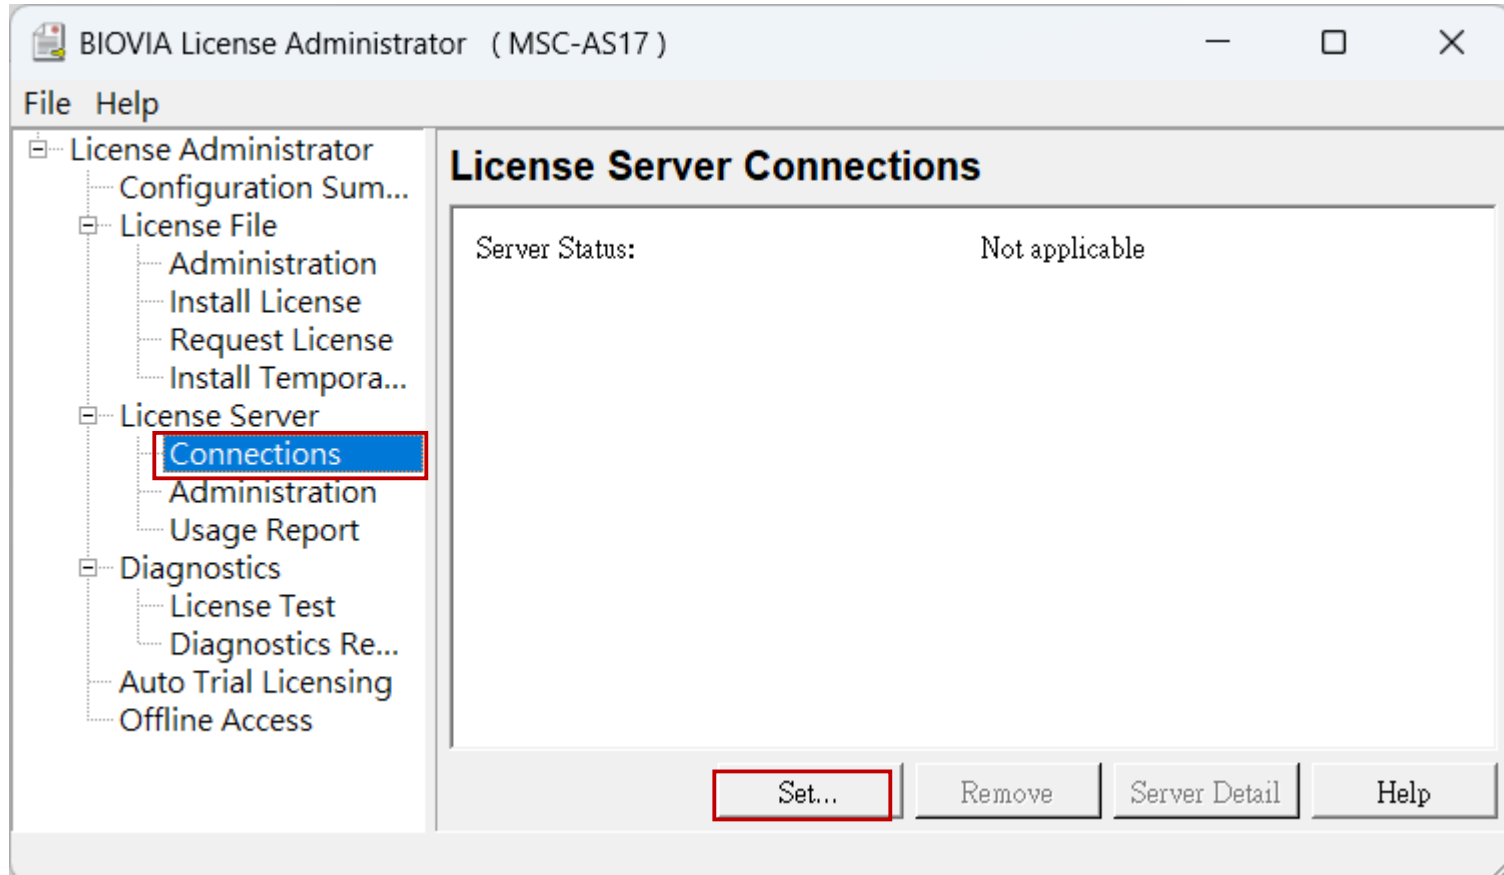 BIOVIA License Administrator ( MSC-AS17 )
File Help
License Administrator
Configuration Sum...
License File
Administration
Install License
Request License
Install Tempora...
License Server
Connections
Administration
Usage Report
Diagnostics
License Test
Diagnostics Re...
Auto Trial Licensing
Offline Access
License Server Connections
Server Status: Not applicable
Set... Remove Server Detail Help